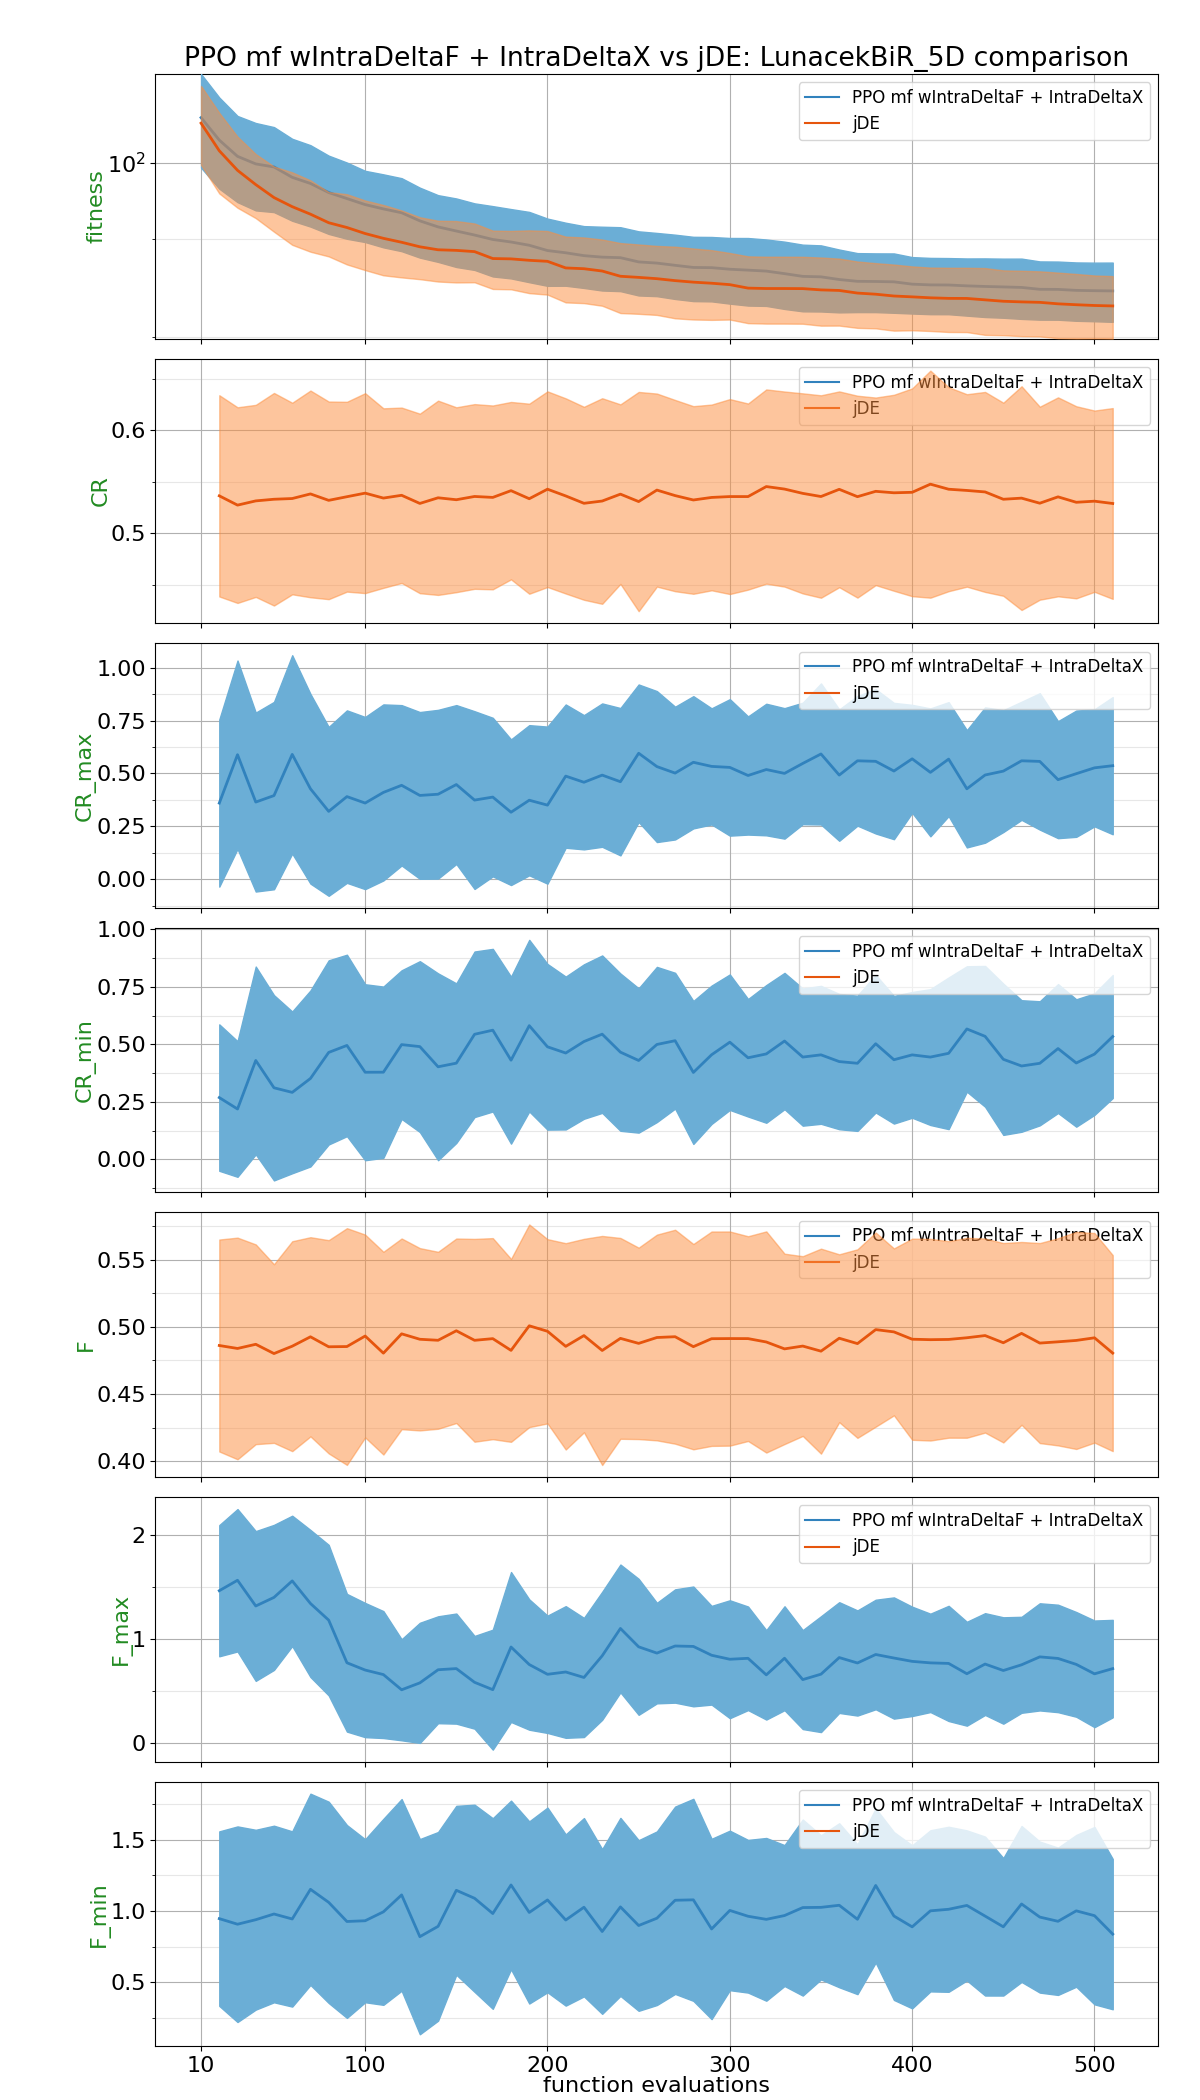 PPO mf wIntraDeltaF + IntraDeltaX vs jDE: LunacekBiR_5D comparison
PPO mf wIntraDeltaF + IntraDeltaX
jDE
10²
fitness
PPO mf wIntraDeltaF + IntraDeltaX
jDE
0.6
0.5
CR
PPO mf wIntraDeltaF + IntraDeltaX
jDE
1.00
0.75
0.50
0.25
0.00
CR_max
PPO mf wIntraDeltaF + IntraDeltaX
jDE
1.00
0.75
0.50
0.25
0.00
CR_min
PPO mf wIntraDeltaF + IntraDeltaX
jDE
0.55
0.50
0.45
0.40
F
PPO mf wIntraDeltaF + IntraDeltaX
jDE
2
1
0
F_max
PPO mf wIntraDeltaF + IntraDeltaX
jDE
1.5
1.0
0.5
F_min
10 100 200 300 400 500
function evaluations